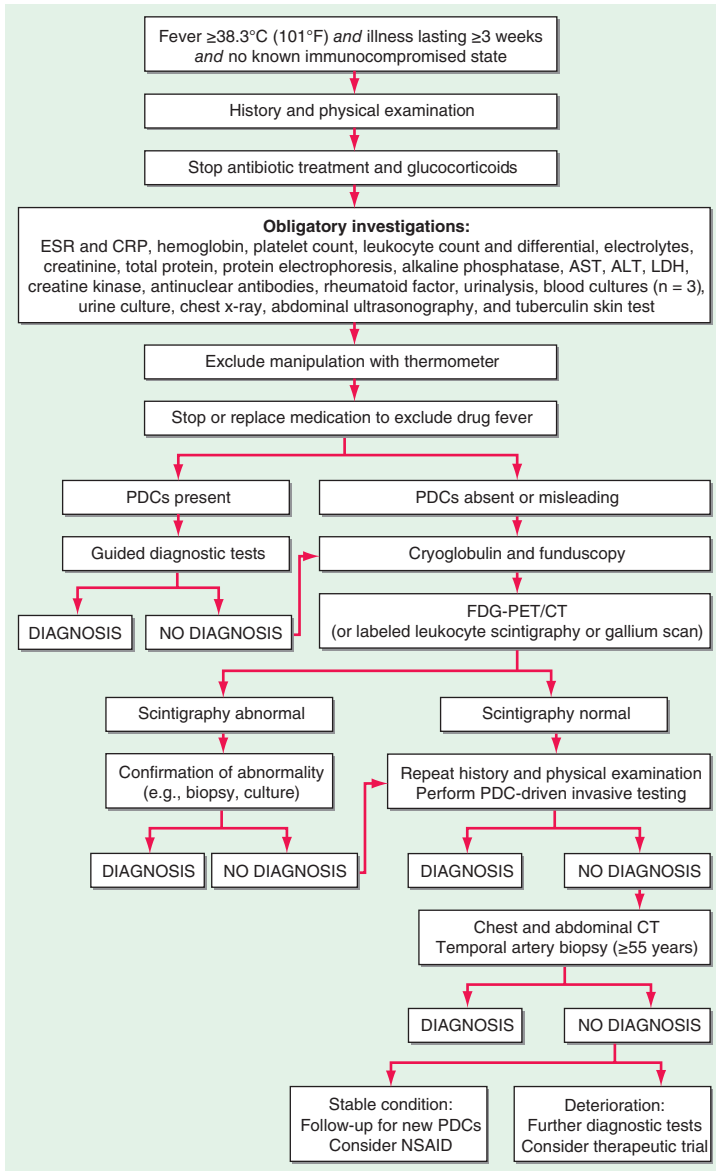 Fever ≥38.3°C (101°F) and illness lasting ≥3 weeks
and no known immunocompromised state
History and physical examination
Stop antibiotic treatment and glucocorticoids
Obligatory investigations:
ESR and CRP, hemoglobin, platelet count, leukocyte count and differential, electrolytes,
creatinine, total protein, protein electrophoresis, alkaline phosphatase, AST, ALT, LDH,
creatine kinase, antinuclear antibodies, rheumatoid factor, urinalysis, blood cultures (n = 3),
urine culture, chest x-ray, abdominal ultrasonography, and tuberculin skin test
Exclude manipulation with thermometer
Stop or replace medication to exclude drug fever
PDCs present
PDCs absent or misleading
Guided diagnostic tests
Cryoglobulin and funduscopy
DIAGNOSIS
NO DIAGNOSIS
FDG-PET/CT
(or labeled leukocyte scintigraphy or gallium scan)
Scintigraphy abnormal
Scintigraphy normal
Confirmation of abnormality
(e.g., biopsy, culture)
Repeat history and physical examination
Perform PDC-driven invasive testing
DIAGNOSIS
NO DIAGNOSIS
DIAGNOSIS
NO DIAGNOSIS
Chest and abdominal CT
Temporal artery biopsy (≥55 years)
DIAGNOSIS
NO DIAGNOSIS
Stable condition:
Follow-up for new PDCs
Consider NSAID
Deterioration:
Further diagnostic tests
Consider therapeutic trial